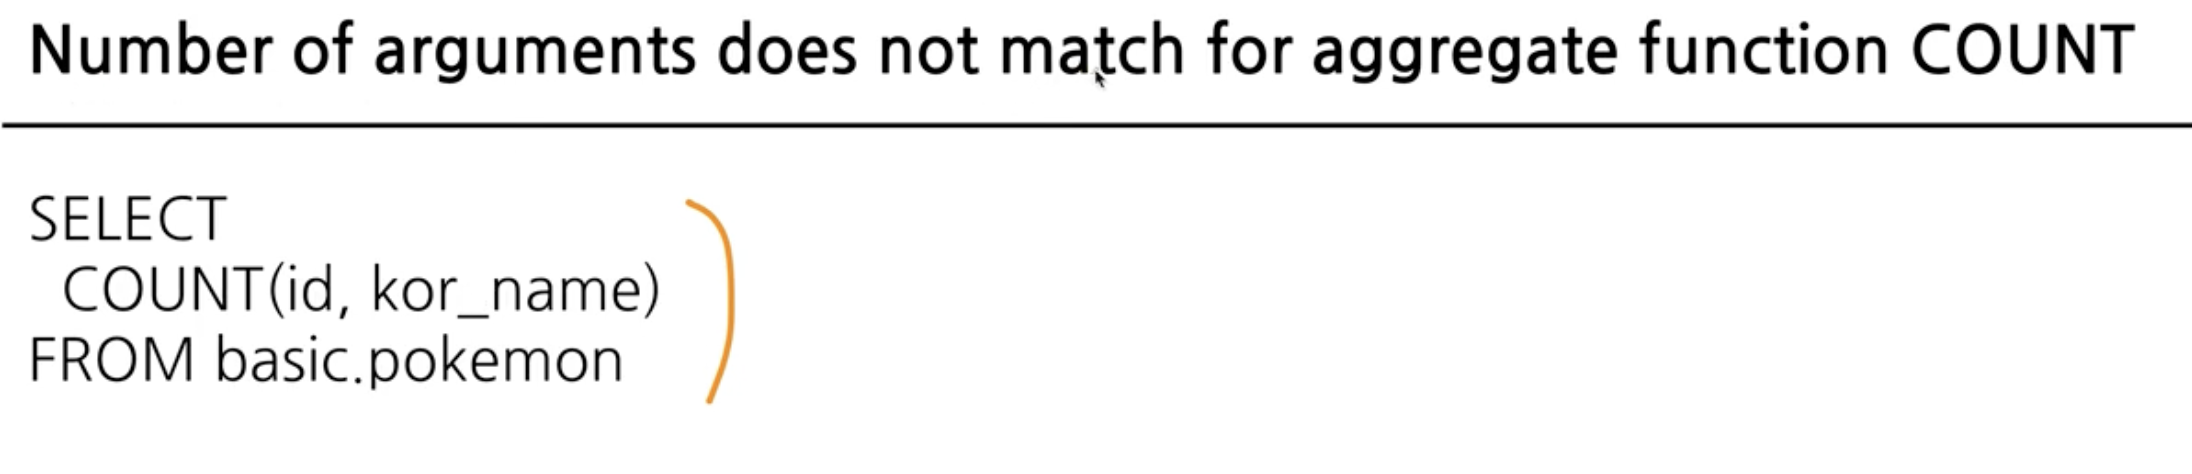 Number of arguments does not match for aggregate function COUNT
SELECT
COUNT(id, kor_name)
FROM basic.pokemon